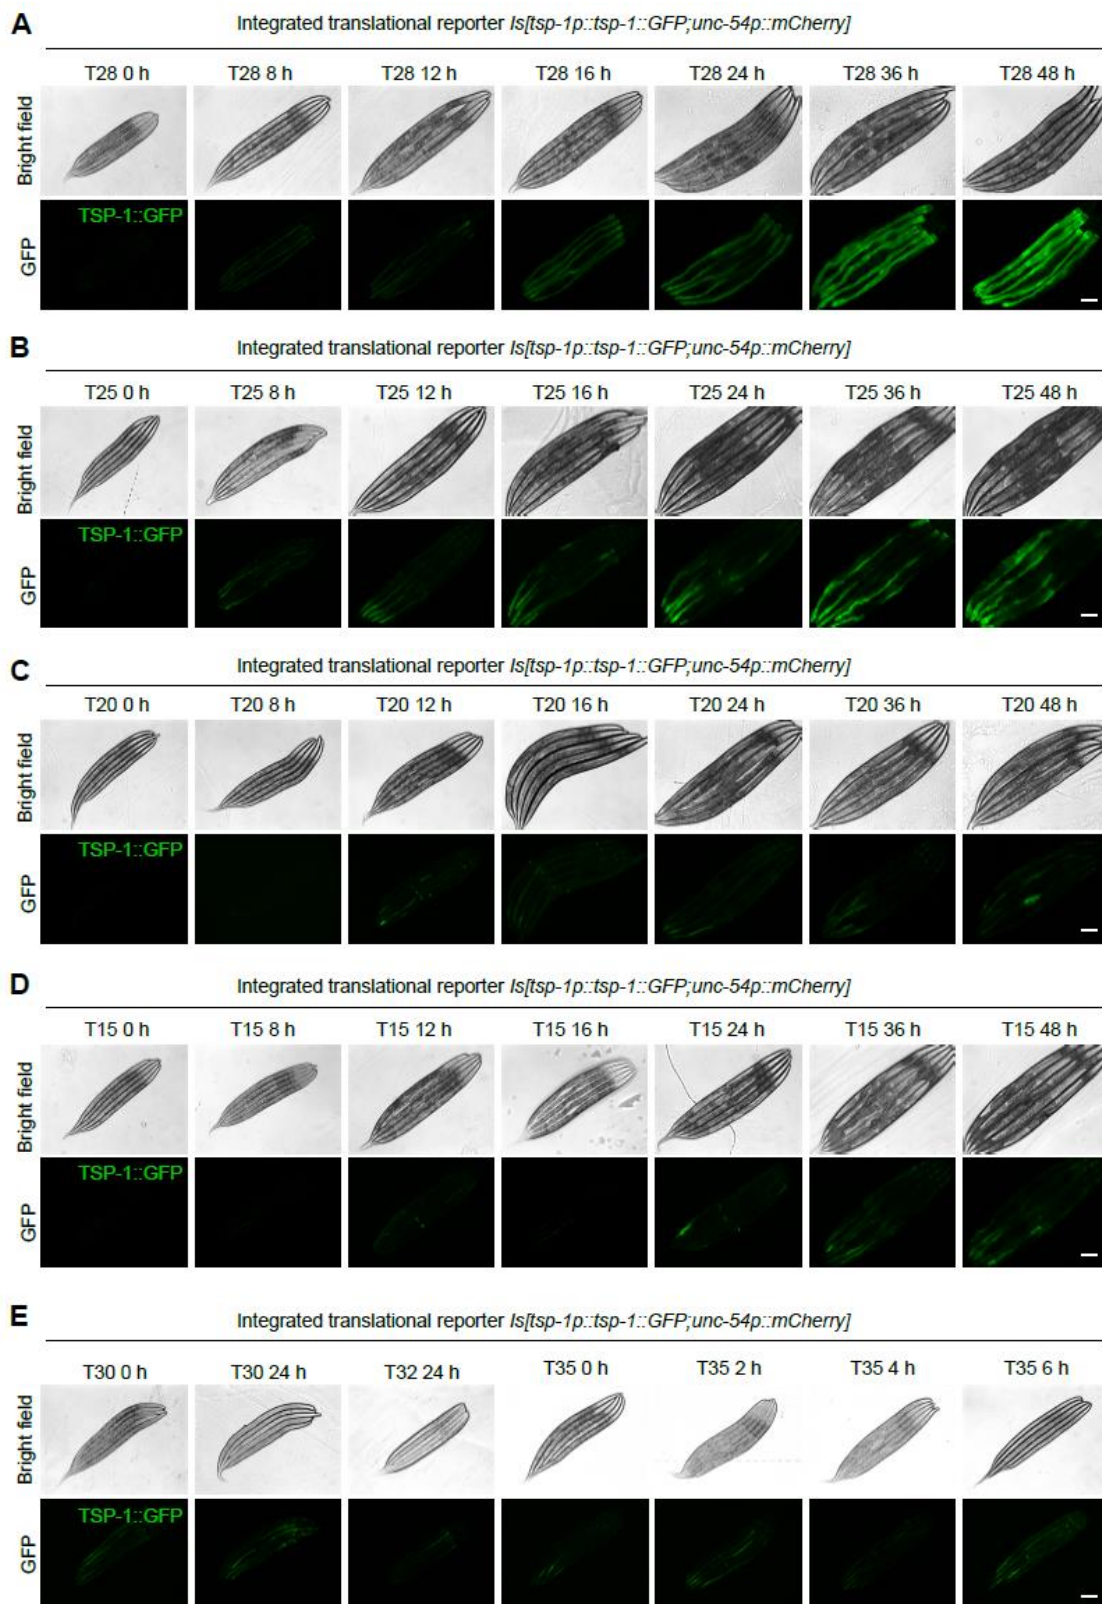 A
Integrated translational reporter Is[tsp-1p::tsp-1::GFP;unc-54p::mCherry]
T28 0 h T28 8 h T28 12 h T28 16 h T28 24 h T28 36 h T28 48 h
Bright field
TSP-1::GFP
GFP
B
Integrated translational reporter Is[tsp-1p::tsp-1::GFP;unc-54p::mCherry]
T25 0 h T25 8 h T25 12 h T25 16 h T25 24 h T25 36 h T25 48 h
Bright field
TSP-1::GFP
GFP
C
Integrated translational reporter Is[tsp-1p::tsp-1::GFP;unc-54p::mCherry]
T20 0 h T20 8 h T20 12 h T20 16 h T20 24 h T20 36 h T20 48 h
Bright field
TSP-1::GFP
GFP
D
Integrated translational reporter Is[tsp-1p::tsp-1::GFP;unc-54p::mCherry]
T15 0 h T15 8 h T15 12 h T15 16 h T15 24 h T15 36 h T15 48 h
Bright field
TSP-1::GFP
GFP
E
Integrated translational reporter Is[tsp-1p::tsp-1::GFP;unc-54p::mCherry]
T30 0 h T30 24 h T32 24 h T35 0 h T35 2 h T35 4 h T35 6 h
Bright field
TSP-1::GFP
GFP